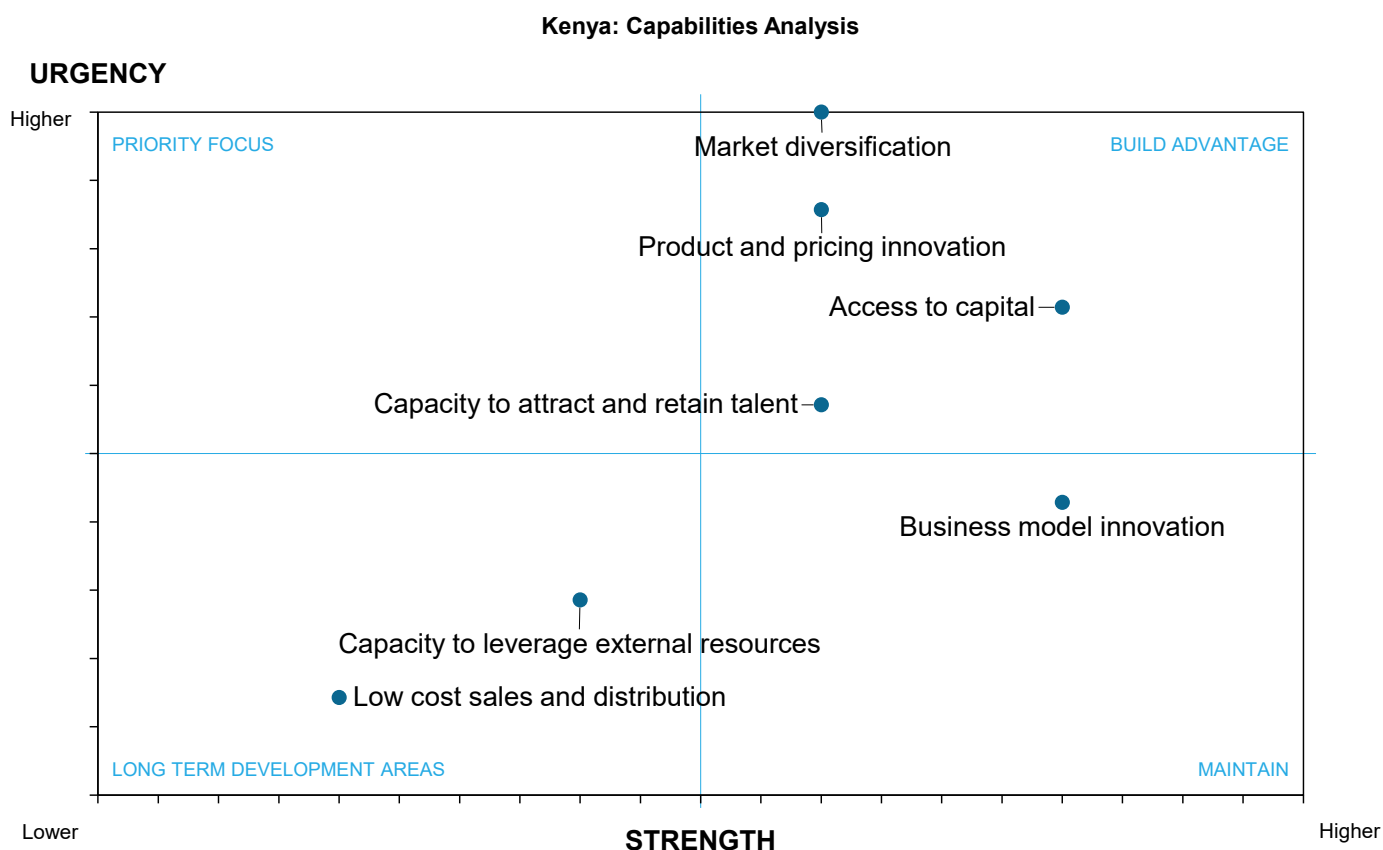 Kenya: Capabilities Analysis
URGENCY
Higher
PRIORITY FOCUS
BUILD ADVANTAGE
Market diversification
Product and pricing innovation
Access to capital
Capacity to attract and retain talent
Business model innovation
Capacity to leverage external resources
Low cost sales and distribution
LONG TERM DEVELOPMENT AREAS
MAINTAIN
Lower
STRENGTH
Higher